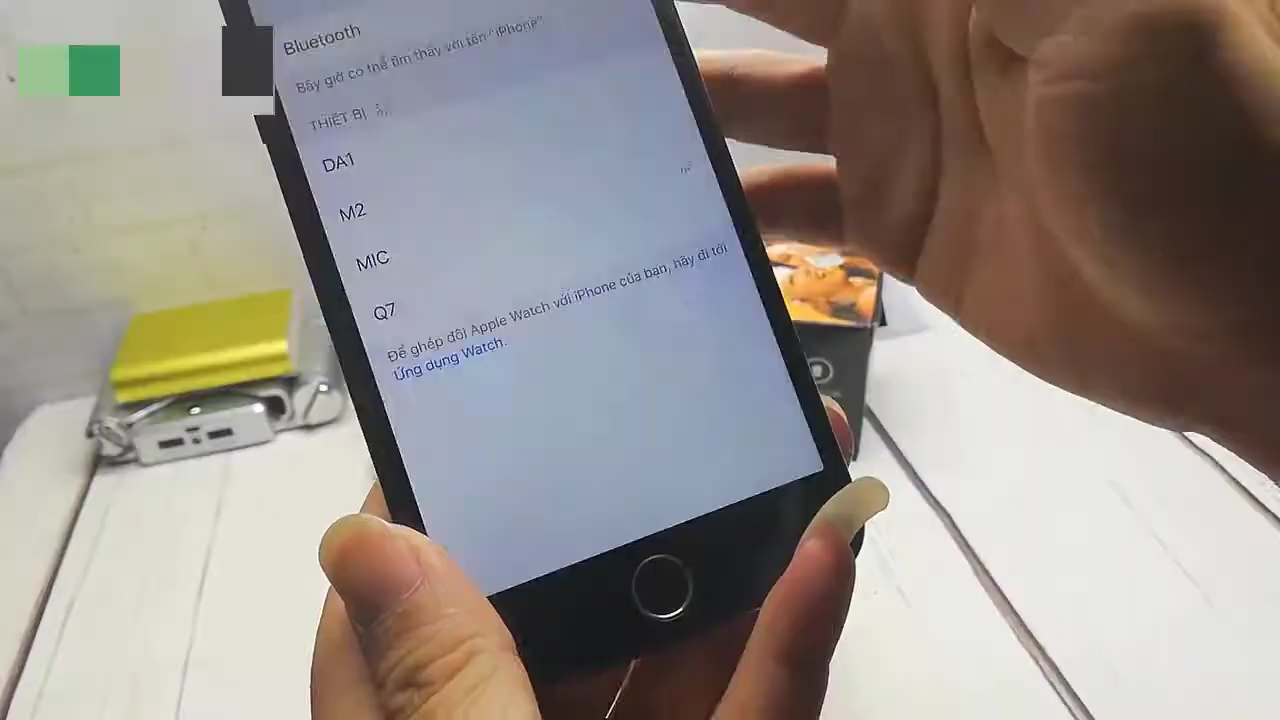 Bluetooth
Bây giờ có thể tìm thấy với tên "iPhone"
THIẾT BỊ
DA1
M2
MIC
Q7
Để ghép đôi Apple Watch với iPhone của bạn, hãy đi tới
Ứng dụng Watch.